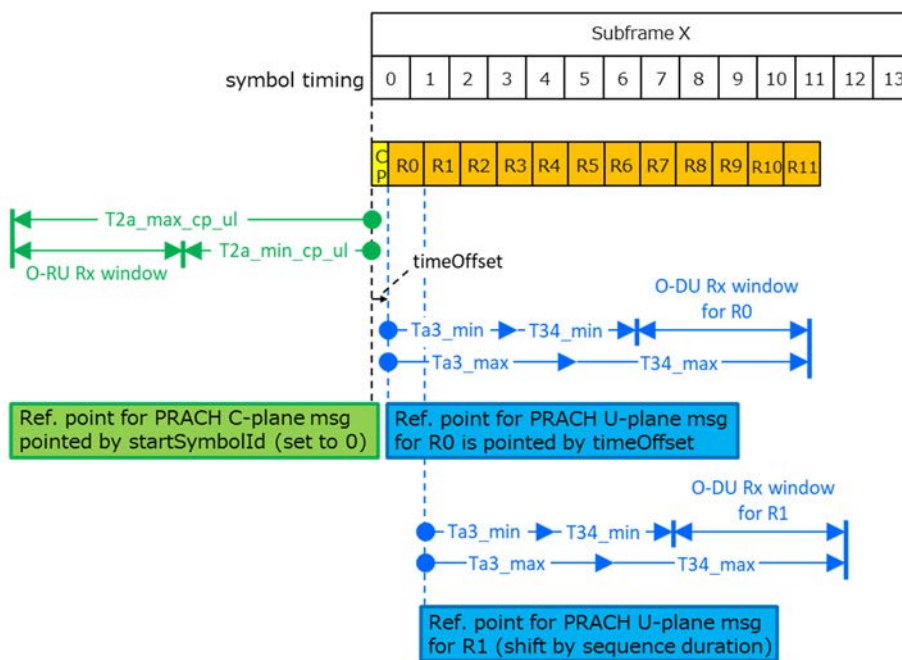 Subframe X
symbol timing
0 1 2 3 4 5 6 7 8 9 10 11 12 13
C
P
R0 R1 R2 R3 R4 R5 R6 R7 R8 R9 R10 R11
T2a_max_cp_ul
T2a_min_cp_ul
O-RU Rx window
timeOffset
O-DU Rx window
for R0
Ta3_min T34_min
Ta3_max T34_max
Ref. point for PRACH C-plane msg
pointed by startSymbolId (set to 0)
Ref. point for PRACH U-plane msg
for R0 is pointed by timeOffset
O-DU Rx window
for R1
Ta3_min T34_min
Ta3_max T34_max
Ref. point for PRACH U-plane msg
for R1 (shift by sequence duration)